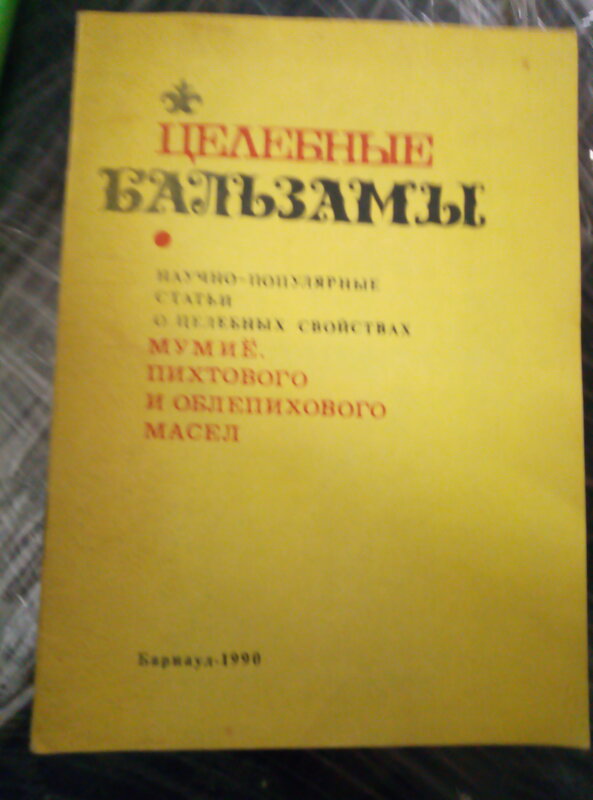 ЦЕЛЕБНЫЕ
БАЛЬЗАМЫ
НАУЧНО-ПОПУЛЯРНЫЕ
СТАТЬИ
О ЦЕЛЕБНЫХ СВОЙСТВАХ
МУМИЁ,
ПИХТОВОГО
И ОБЛЕПИХОВОГО
МАСЕЛ
Барнаул-1990